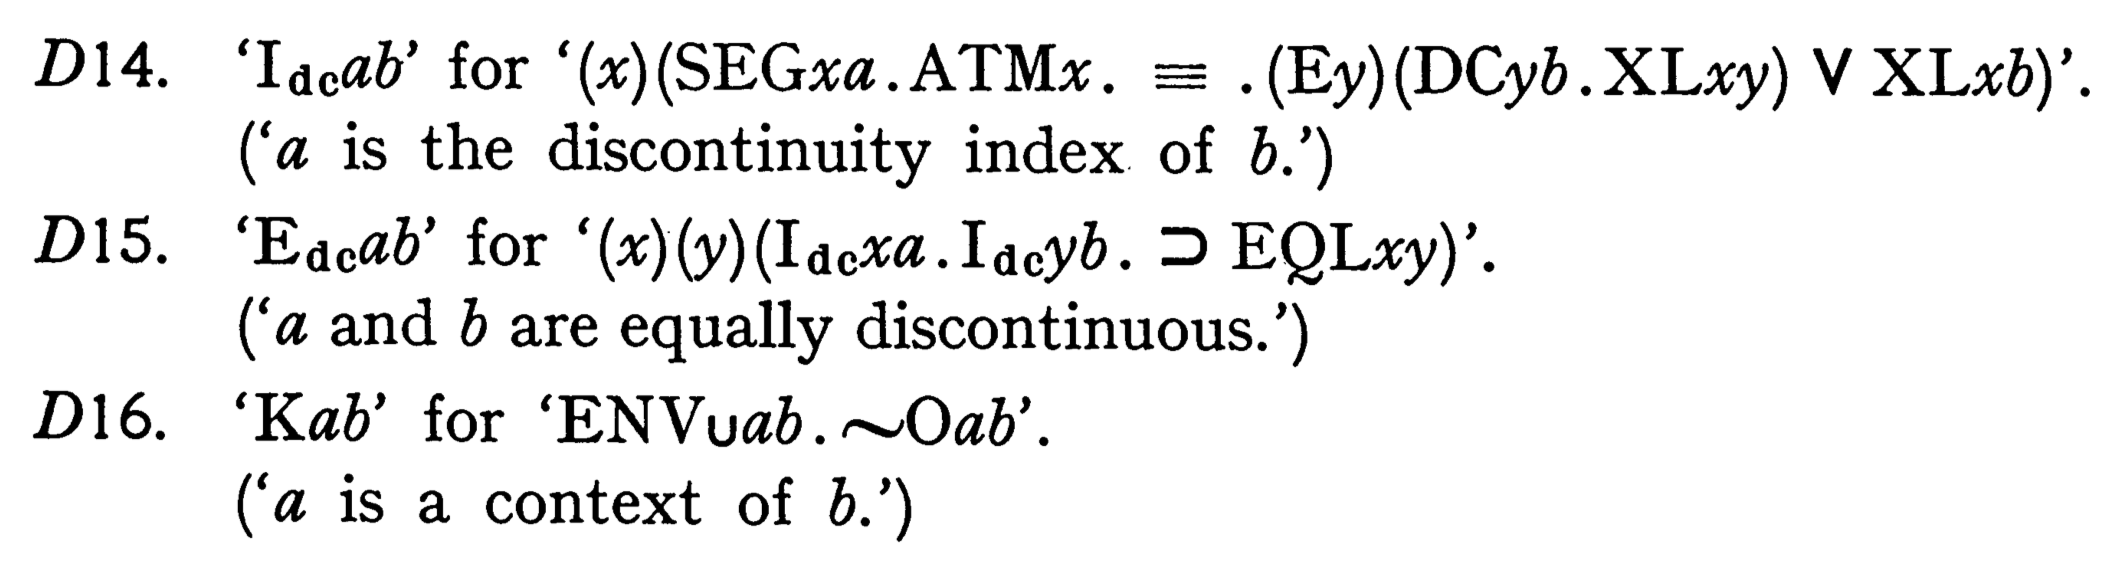 D14. ‘I_dc ab’ for ‘(x)(SEGxa . ATMx . ≡ . (Ey)(DCyb . XLxy) ∨ XLxb)’.
(‘a is the discontinuity index of b.’)
D15. ‘E_dc ab’ for ‘(x)(y)(I_dc xa . I_dc yb . ⊃ EQLxy)’.
(‘a and b are equally discontinuous.’)
D16. ‘Kab’ for ‘ENV∪ab . ∼Oab’.
(‘a is a context of b.’)